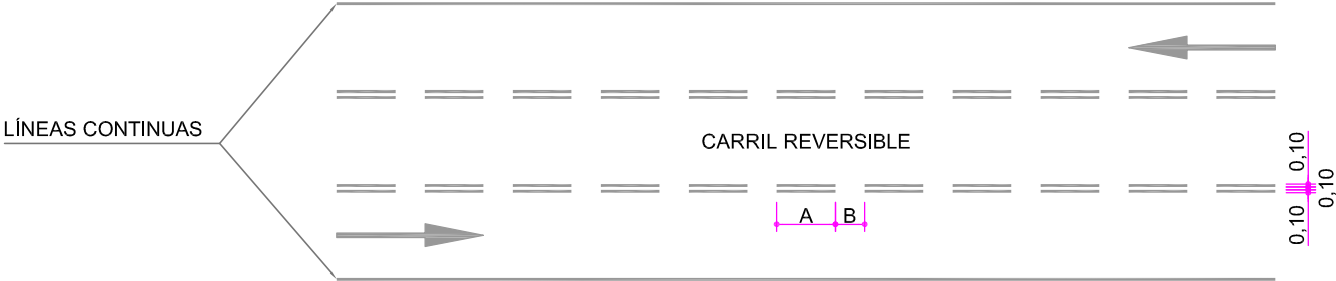 LÍNEAS CONTINUAS
CARRIL REVERSIBLE
A
B
0,10
0,10
0,10